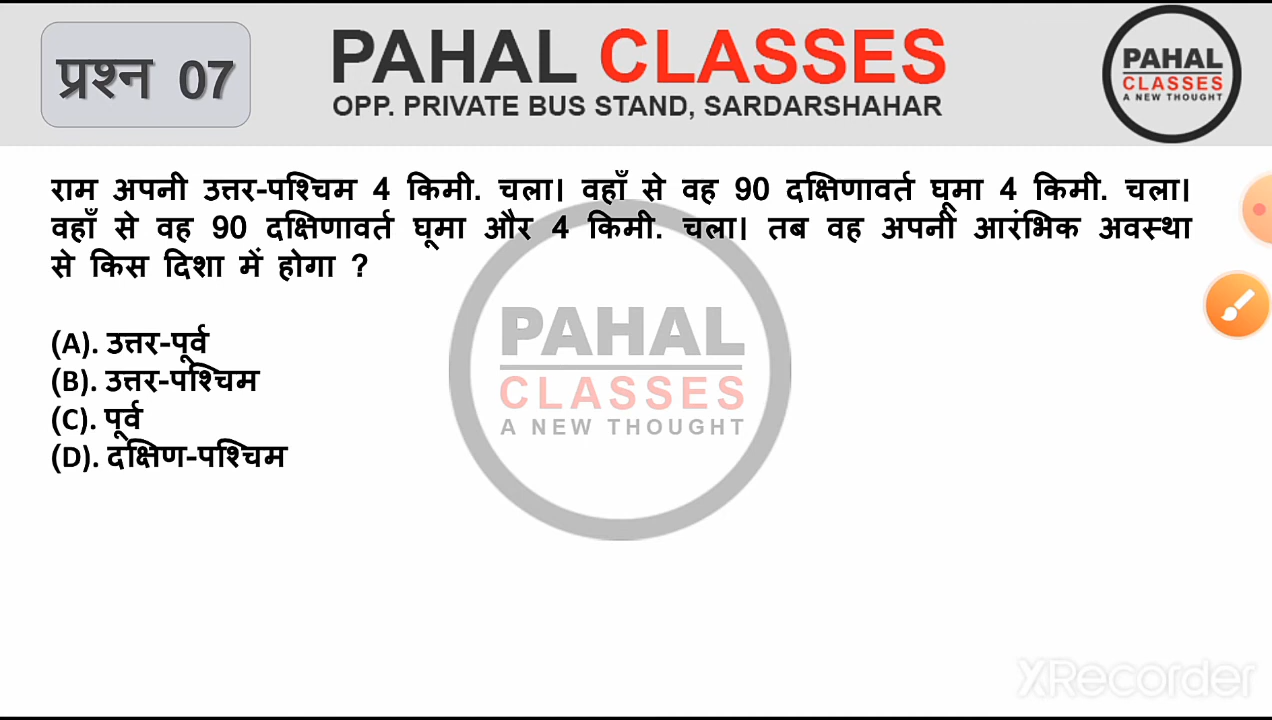 प्रश्न 07
PAHAL CLASSES
OPP. PRIVATE BUS STAND, SARDARSHAHAR
PAHAL
CLASSES
A NEW THOUGHT
राम अपनी उत्तर-पश्चिम 4 किमी. चला। वहाँ से वह 90 दक्षिणावर्त घूमा 4 किमी. चला।
वहाँ से वह 90 दक्षिणावर्त घूमा और 4 किमी. चला। तब वह अपनी आरंभिक अवस्था
से किस दिशा में होगा ?
(A). उत्तर-पूर्व
(B). उत्तर-पश्चिम
(C). पूर्व
(D). दक्षिण-पश्चिम
PAHAL
CLASSES
A NEW THOUGHT
XRecorder